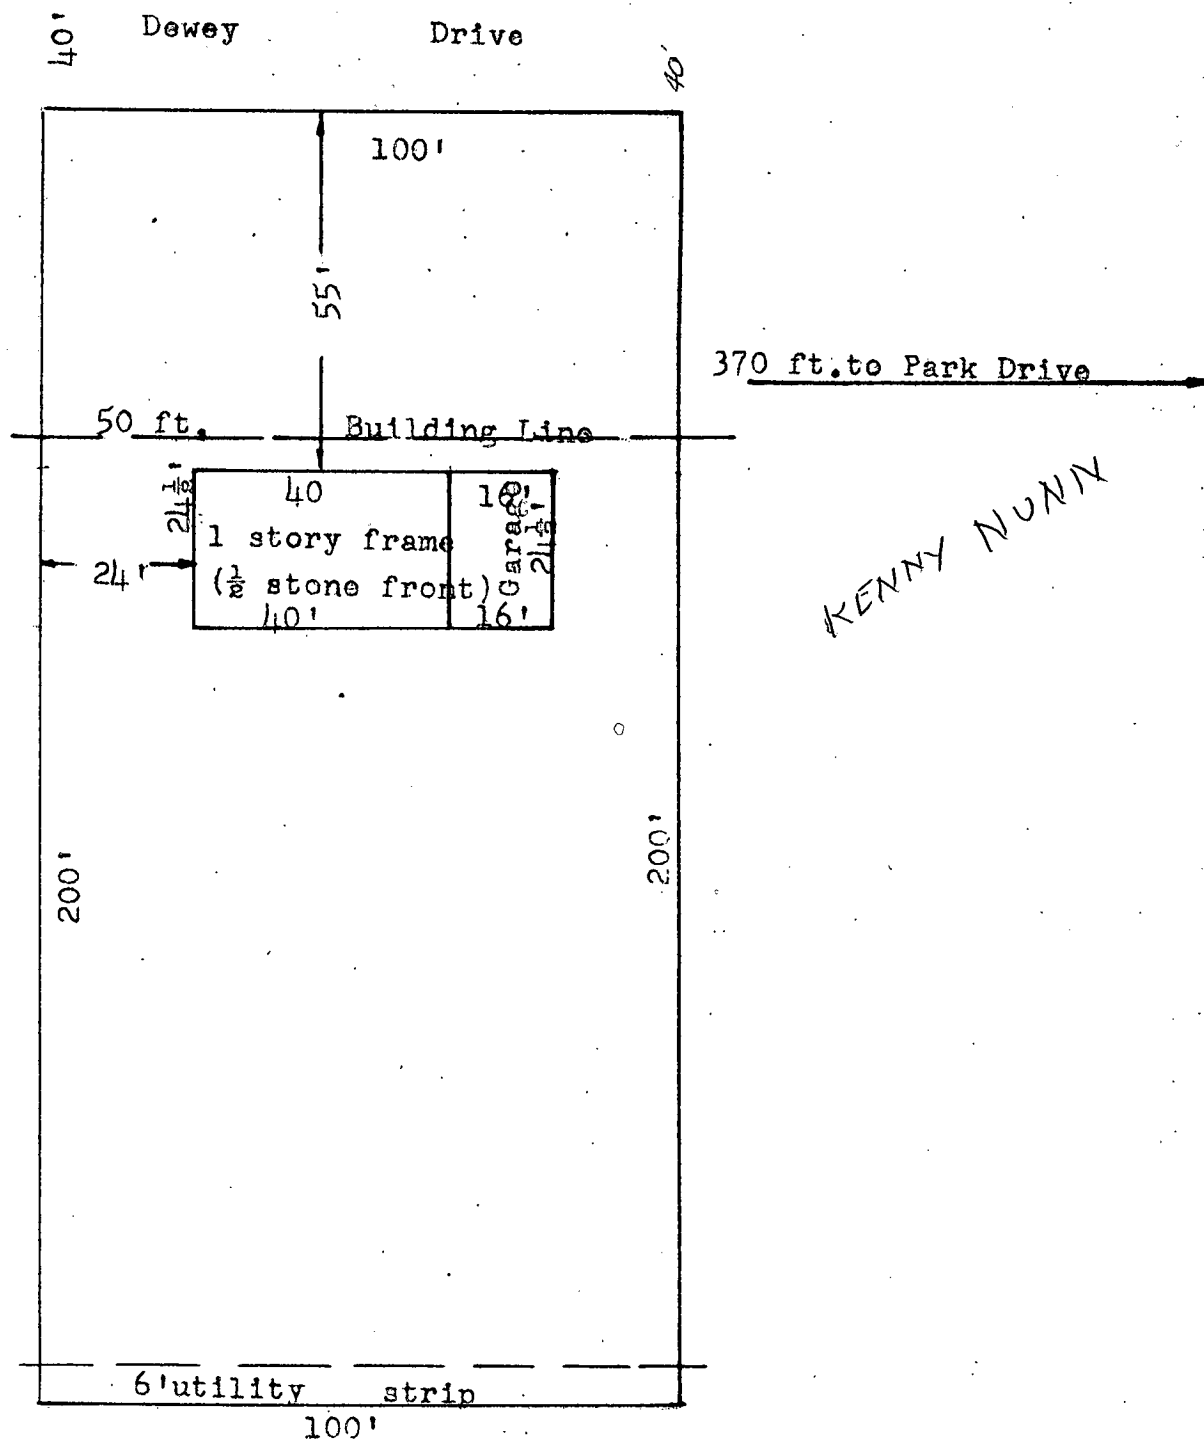 40' Dewey Drive 40'
100'
55'
370 ft.to Park Drive
50 ft. Building Line
24½' 40 16' Garage 24½'
1 story frame
24' (½ stone front)
40' 16'
KENNY NUNN
200' 200'
6'utility strip
100'